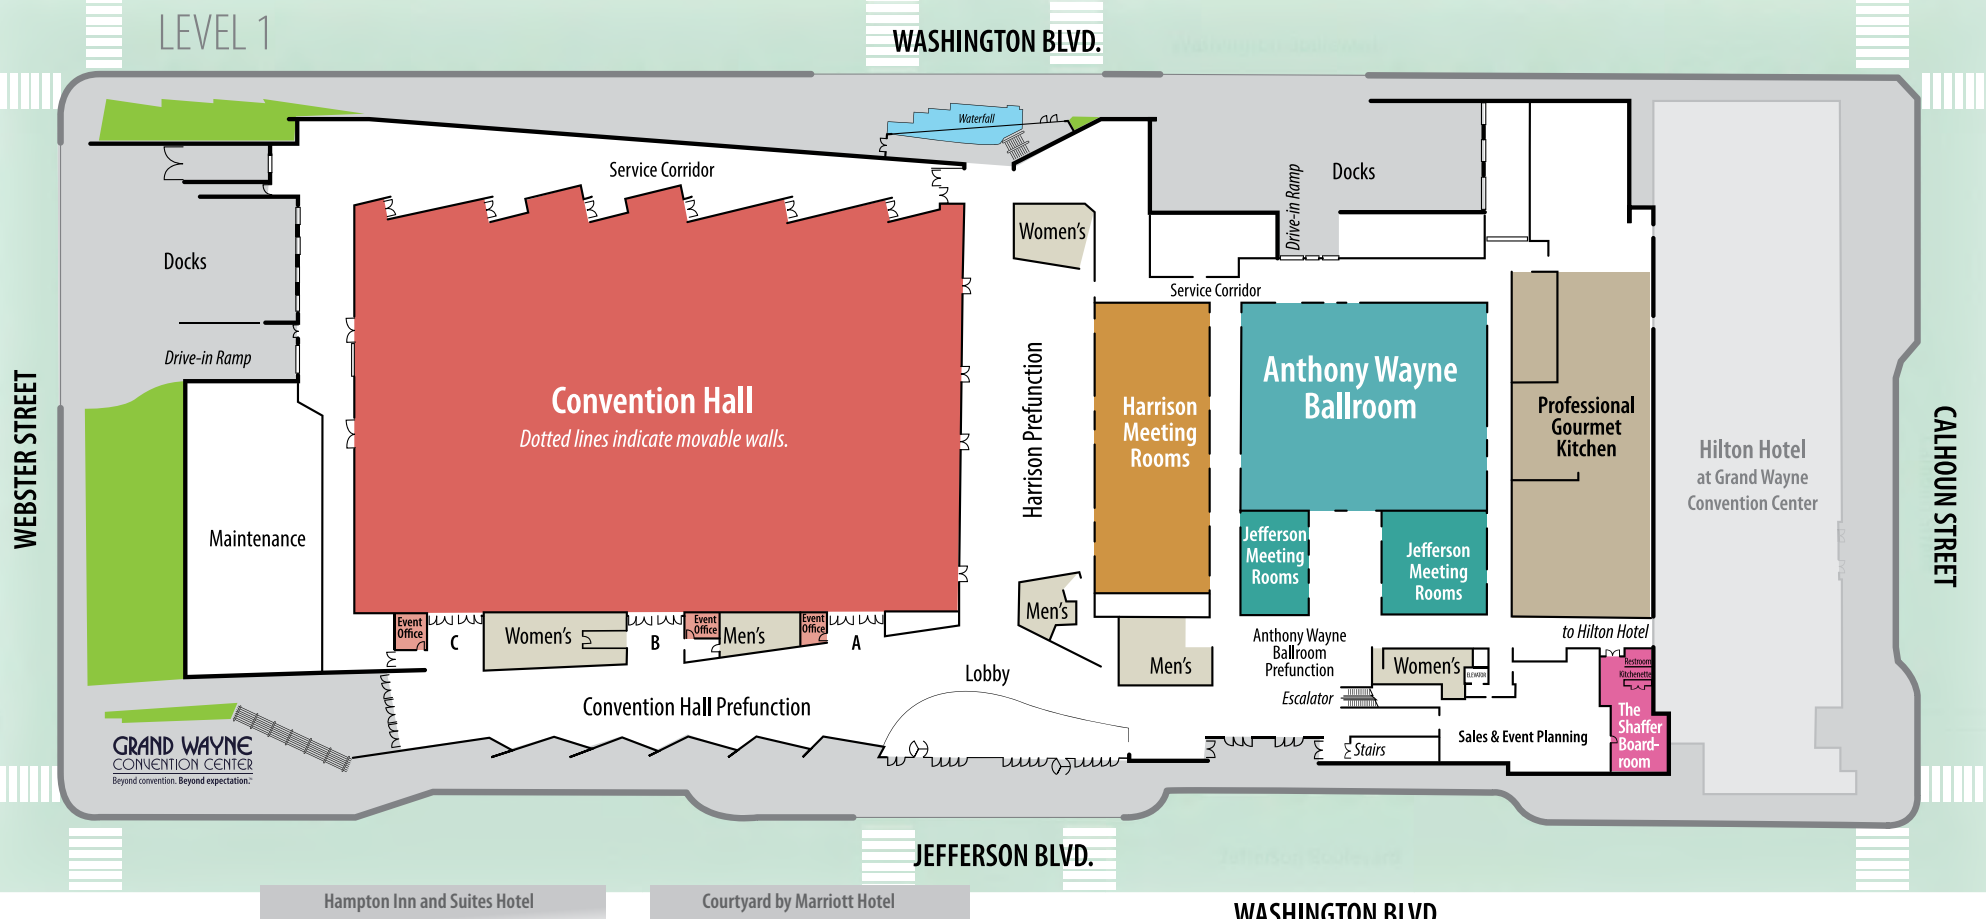 LEVEL 1
WASHINGTON BLVD.
Waterfall
Service Corridor
Docks
Drive-in Ramp
Women's
Docks
Service Corridor
Drive-in Ramp
WEBSTER STREET
Convention Hall
Dotted lines indicate movable walls.
Harrison Prefunction
Harrison
Meeting
Rooms
Anthony Wayne
Ballroom
Professional
Gourmet
Kitchen
Hilton Hotel
at Grand Wayne
Convention Center
CALHOUN STREET
Maintenance
Jefferson
Meeting
Rooms
Jefferson
Meeting
Rooms
Event
Office
C
Women's
B
Event
Office
Men's
Event
Office
A
Men's
Lobby
Men's
Anthony Wayne
Ballroom
Prefunction
Escalator
Women's
ELEVATOR
to Hilton Hotel
Restroom
Kitchenette
The
Shaffer
Board-
room
Convention Hall Prefunction
Stairs
Sales & Event Planning
GRAND WAYNE
CONVENTION CENTER
Beyond convention. Beyond expectation.
JEFFERSON BLVD.
Hampton Inn and Suites Hotel
Courtyard by Marriott Hotel
WASHINGTON BLVD